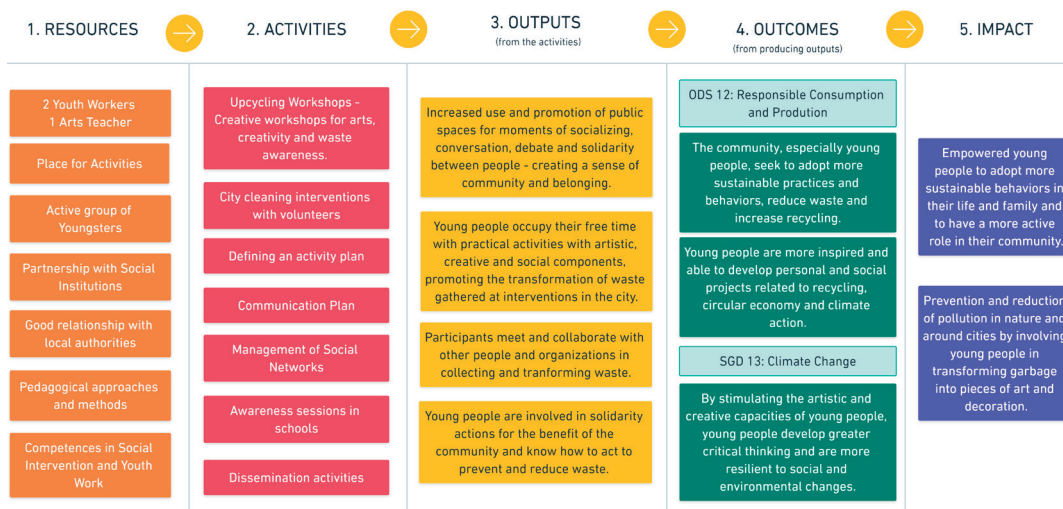 1. RESOURCES
2. ACTIVITIES
3. OUTPUTS
(from the activities)
4. OUTCOMES
(from producing outputs)
5. IMPACT
2 Youth Workers
1 Arts Teacher
Place for Activities
Active group of
Youngsters
Partnership with Social
Institutions
Good relationship with
local authorities
Pedagogical approaches
and methods
Competences in Social
Intervention and Youth
Work
Upcycling Workshops -
Creative workshops for arts,
creativity and waste
awareness.
City cleaning interventions
with volunteers
Defining an activity plan
Communication Plan
Management of Social
Networks
Awareness sessions in
schools
Dissemination activities
Increased use and promotion of public
spaces for moments of socializing,
conversation, debate and solidarity
between people - creating a sense of
community and belonging.
Young people occupy their free time
with practical activities with artistic,
creative and social components,
promoting the transformation of waste
gathered at interventions in the city.
Participants meet and collaborate with
other people and organizations in
collecting and tranforming waste.
Young people are involved in solidarity
actions for the benefit of the
community and know how to act to
prevent and reduce waste.
ODS 12: Responsible Consumption
and Prodution
The community, especially young
people, seek to adopt more
sustainable practices and
behaviors, reduce waste and
increase recycling.
Young people are more inspired and
able to develop personal and social
projects related to recycling,
circular economy and climate
action.
SGD 13: Climate Change
By stimulating the artistic and
creative capacities of young people,
young people develop greater
critical thinking and are more
resilient to social and
environmental changes.
Empowered young
people to adopt more
sustainable behaviors in
their life and family and
to have a more active
role in their community.
Prevention and reduction
of pollution in nature and
around cities by involving
young people in
transforming garbage
into pieces of art and
decoration.